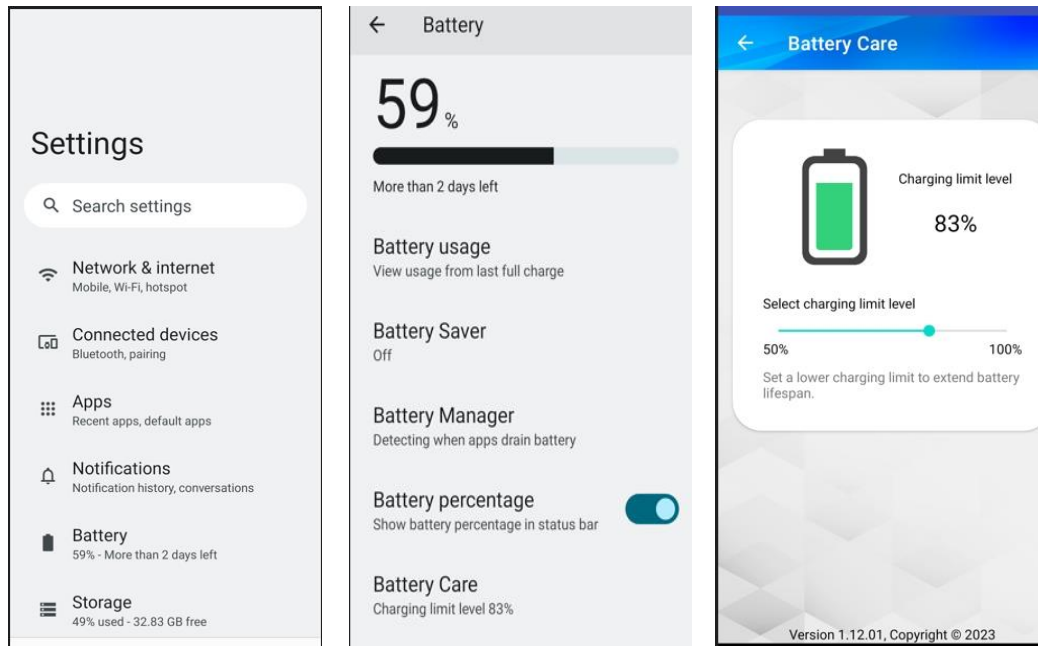 Settings
Search settings
Network & internet
Mobile, Wi-Fi, hotspot
Connected devices
Bluetooth, pairing
Apps
Recent apps, default apps
Notifications
Notification history, conversations
Battery
59% - More than 2 days left
Storage
49% used - 32.83 GB free
Battery
59%
More than 2 days left
Battery usage
View usage from last full charge
Battery Saver
Off
Battery Manager
Detecting when apps drain battery
Battery percentage
Show battery percentage in status bar
Battery Care
Charging limit level 83%
Battery Care
Charging limit level
83%
Select charging limit level
50% 100%
Set a lower charging limit to extend battery
lifespan.
Version 1.12.01, Copyright © 2023